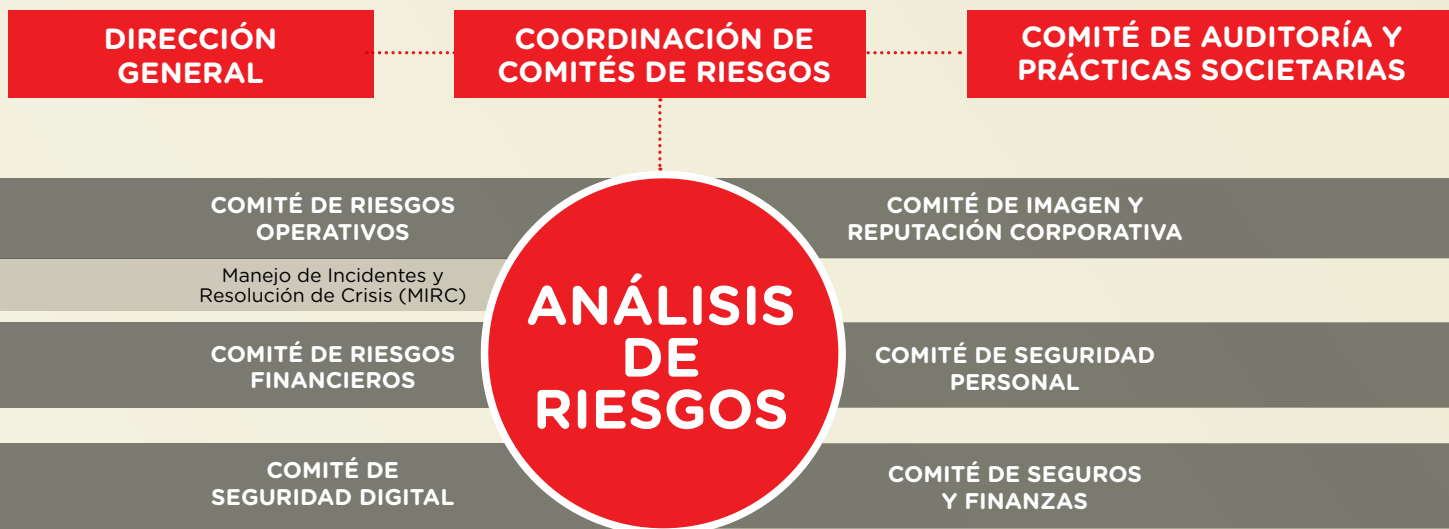 DIRECCIÓN
GENERAL
COORDINACIÓN DE
COMITÉS DE RIESGOS
COMITÉ DE AUDITORÍA Y
PRÁCTICAS SOCIETARIAS
COMITÉ DE RIESGOS
OPERATIVOS
Manejo de Incidentes y
Resolución de Crisis (MIRC)
COMITÉ DE RIESGOS
FINANCIEROS
COMITÉ DE
SEGURIDAD DIGITAL
ANÁLISIS
DE
RIESGOS
COMITÉ DE IMAGEN Y
REPUTACIÓN CORPORATIVA
COMITÉ DE SEGURIDAD
PERSONAL
COMITÉ DE SEGUROS
Y FINANZAS